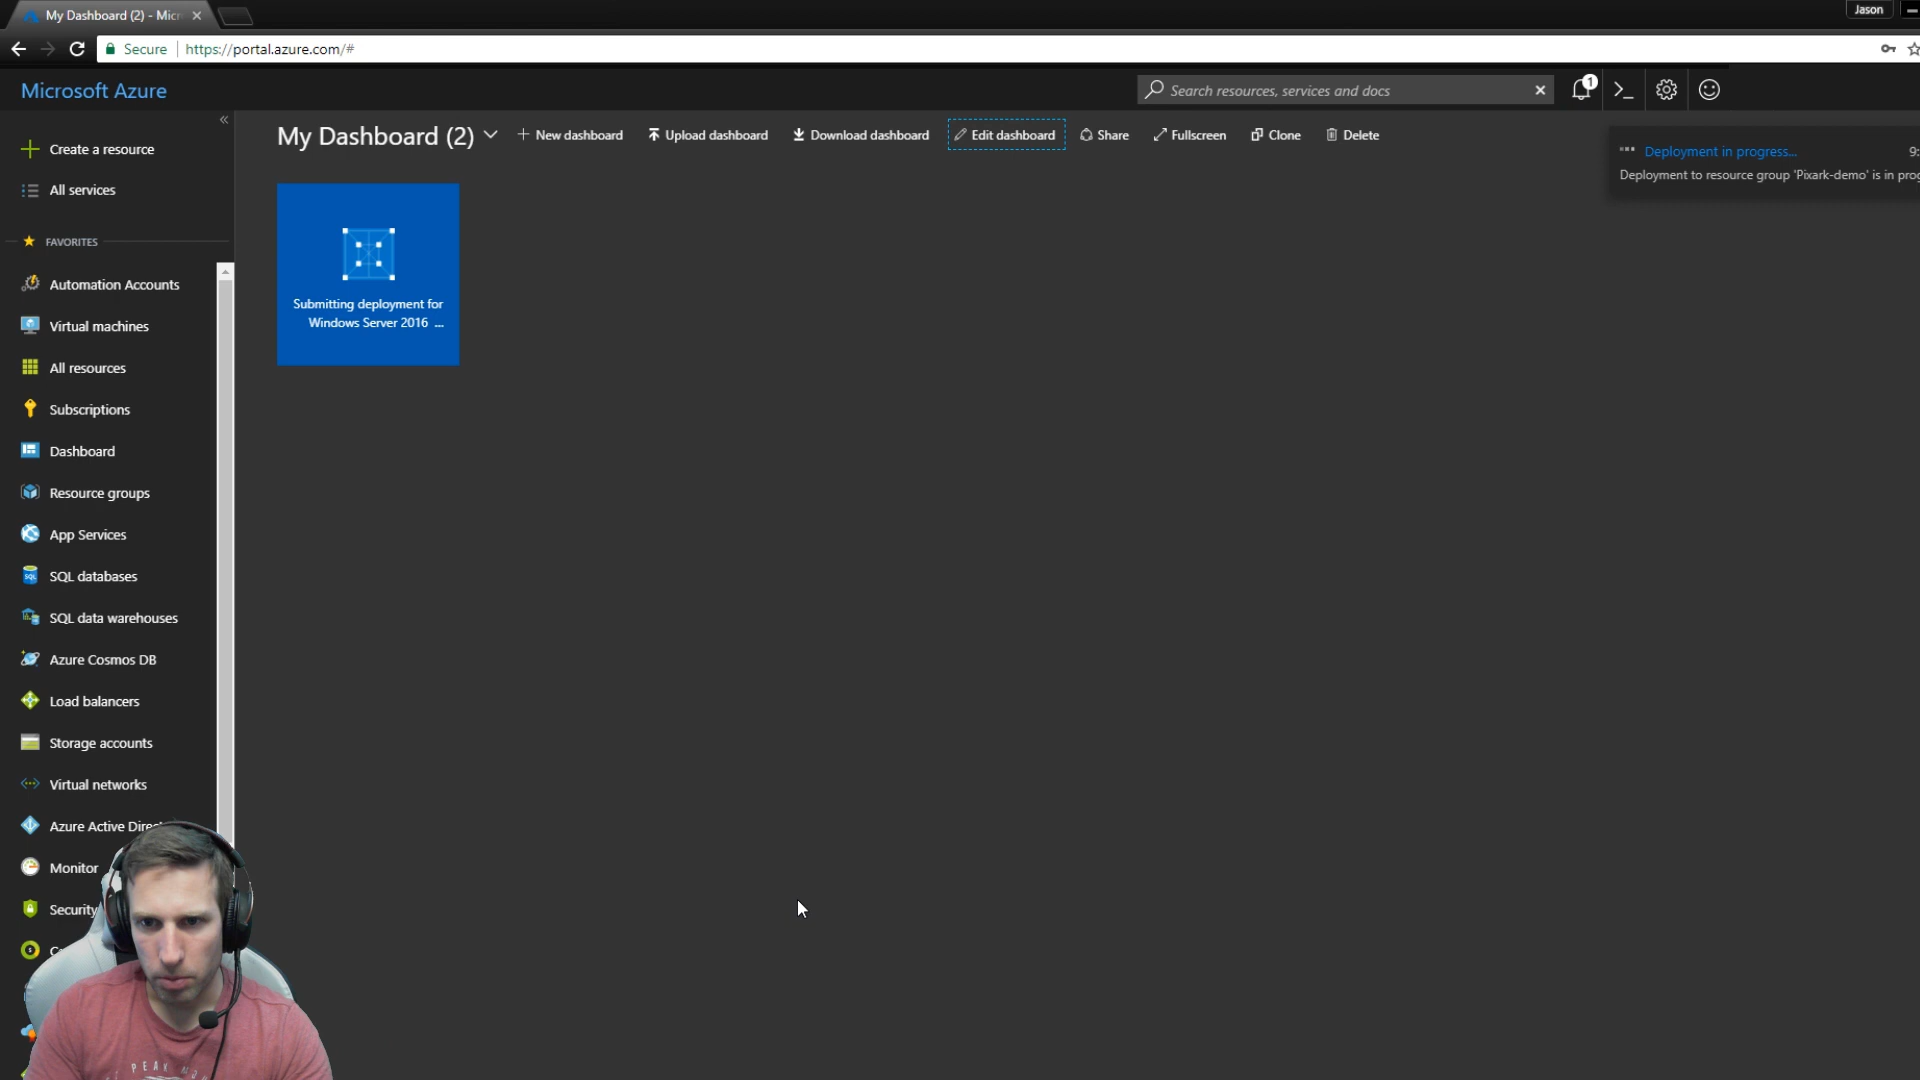 My Dashboard (2) - Micr
Jason
Secure
https://portal.azure.com/#
Microsoft Azure
Search resources, services and docs
1
Create a resource
All services
FAVORITES
Automation Accounts
Virtual machines
All resources
Subscriptions
Dashboard
Resource groups
App Services
SQL databases
SQL data warehouses
Azure Cosmos DB
Load balancers
Storage accounts
Virtual networks
Azure Active Direct
Monitor
Security
My Dashboard (2)
New dashboard
Upload dashboard
Download dashboard
Edit dashboard
Share
Fullscreen
Clone
Delete
Submitting deployment for
Windows Server 2016 ...
Deployment in progress...
9:
Deployment to resource group 'Pixark-demo' is in prog
PEAK